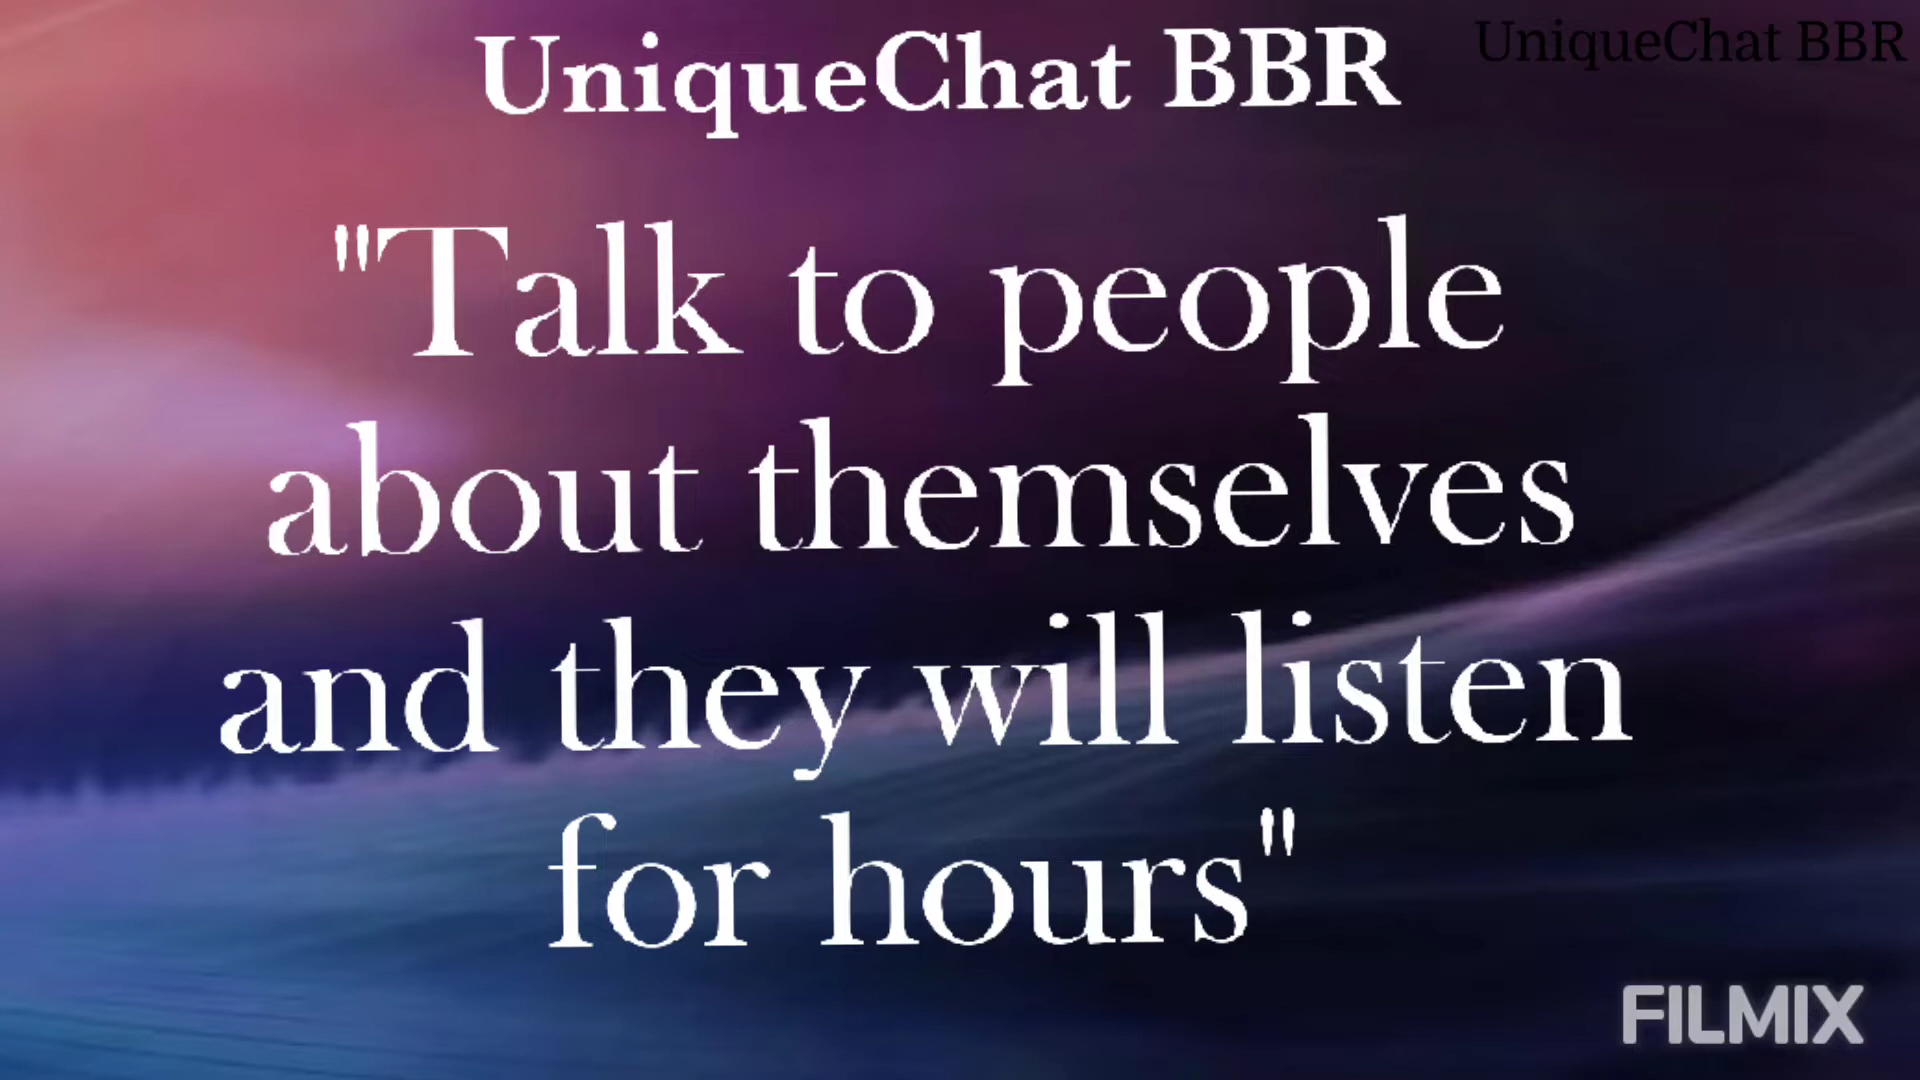 UniqueChat BBR
UniqueChat BBR
"Talk to people
about themselves
and they will listen
for hours"
FILMIX